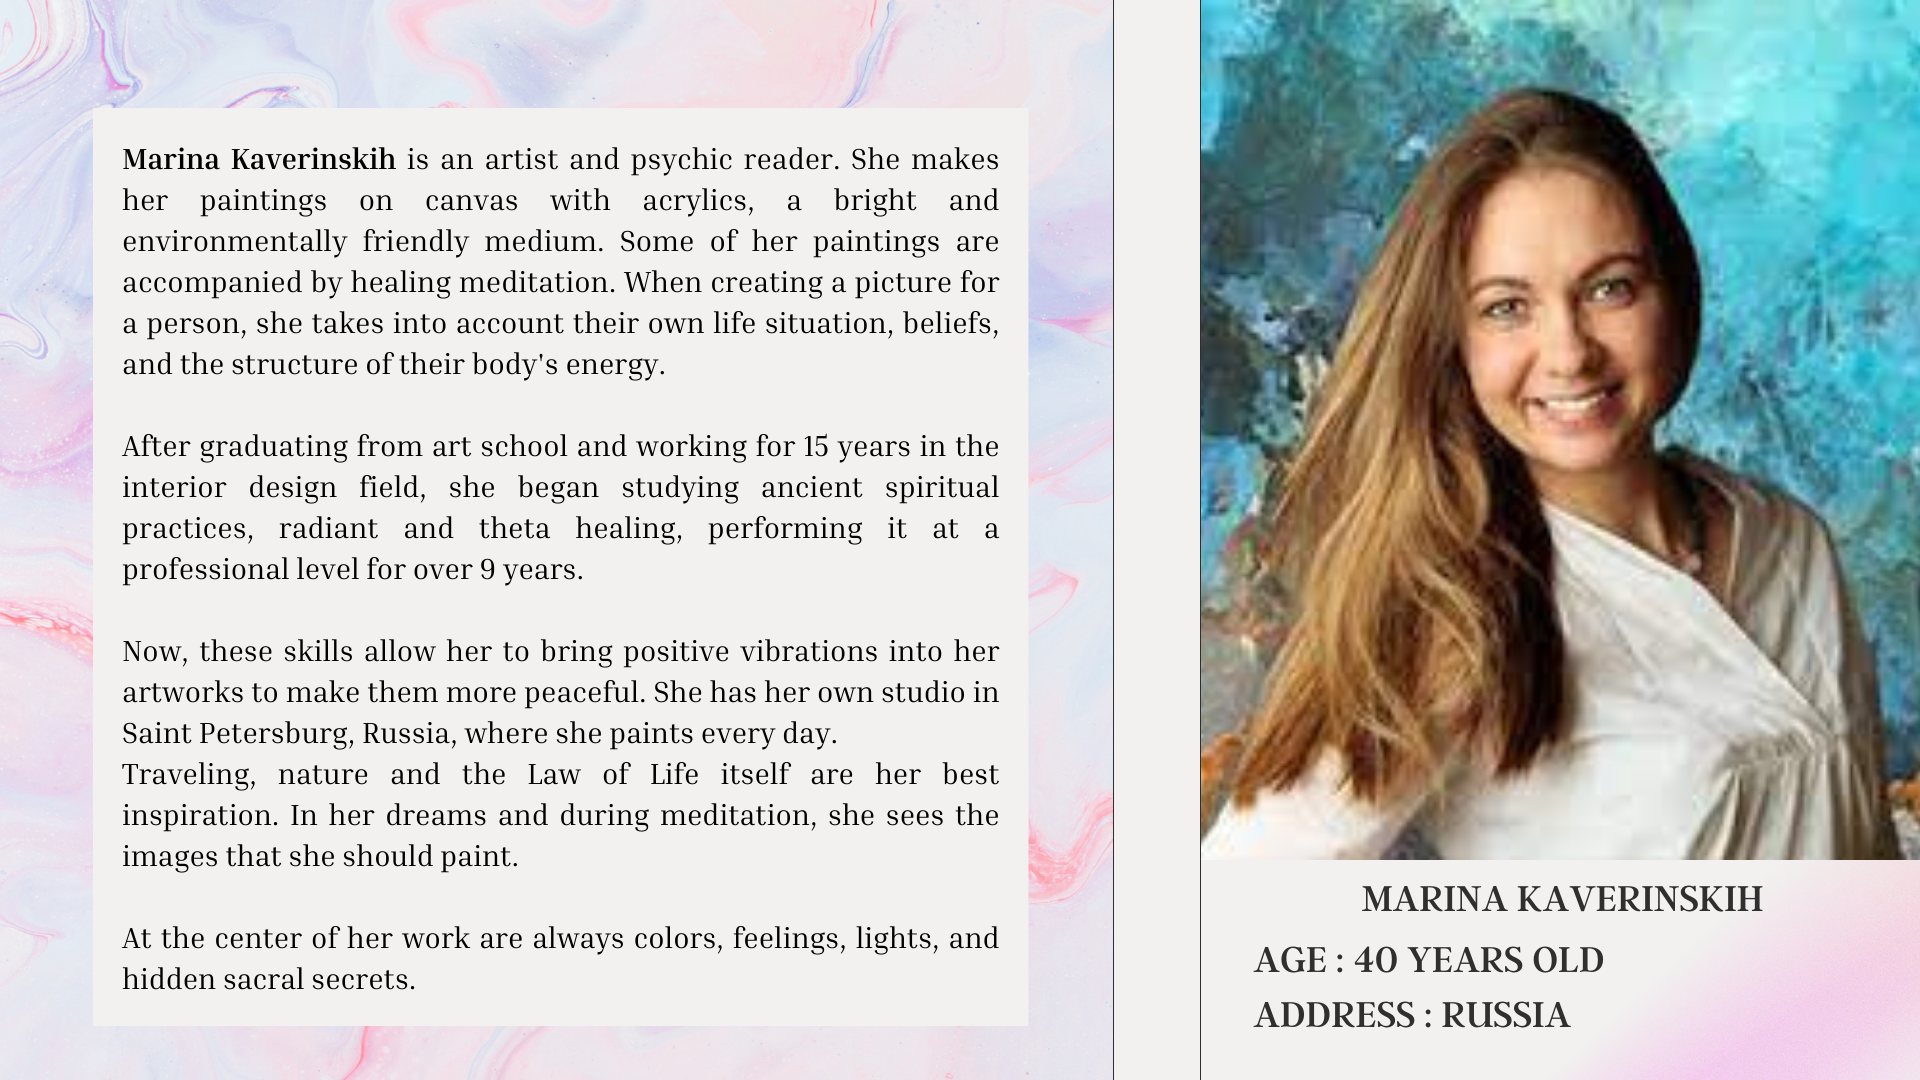 Marina Kaverinskih is an artist and psychic reader. She makes
her paintings on canvas with acrylics, a bright and
environmentally friendly medium. Some of her paintings are
accompanied by healing meditation. When creating a picture for
a person, she takes into account their own life situation, beliefs,
and the structure of their body's energy.
After graduating from art school and working for 15 years in the
interior design field, she began studying ancient spiritual
practices, radiant and theta healing, performing it at a
professional level for over 9 years.
Now, these skills allow her to bring positive vibrations into her
artworks to make them more peaceful. She has her own studio in
Saint Petersburg, Russia, where she paints every day.
Traveling, nature and the Law of Life itself are her best
inspiration. In her dreams and during meditation, she sees the
images that she should paint.
At the center of her work are always colors, feelings, lights, and
hidden sacral secrets.
MARINA KAVERINSKIH
AGE : 40 YEARS OLD
ADDRESS : RUSSIA